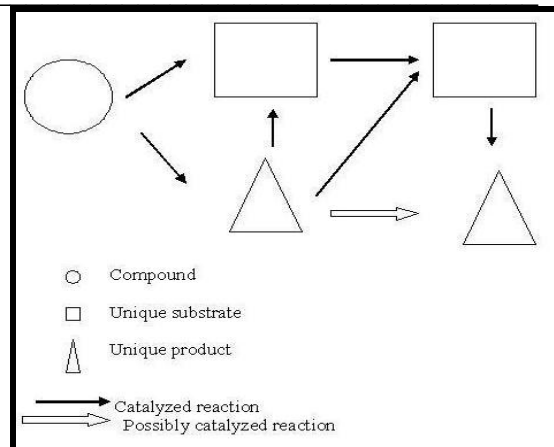 Compound
Unique substrate
Unique product
Catalyzed reaction
Possibly catalyzed reaction